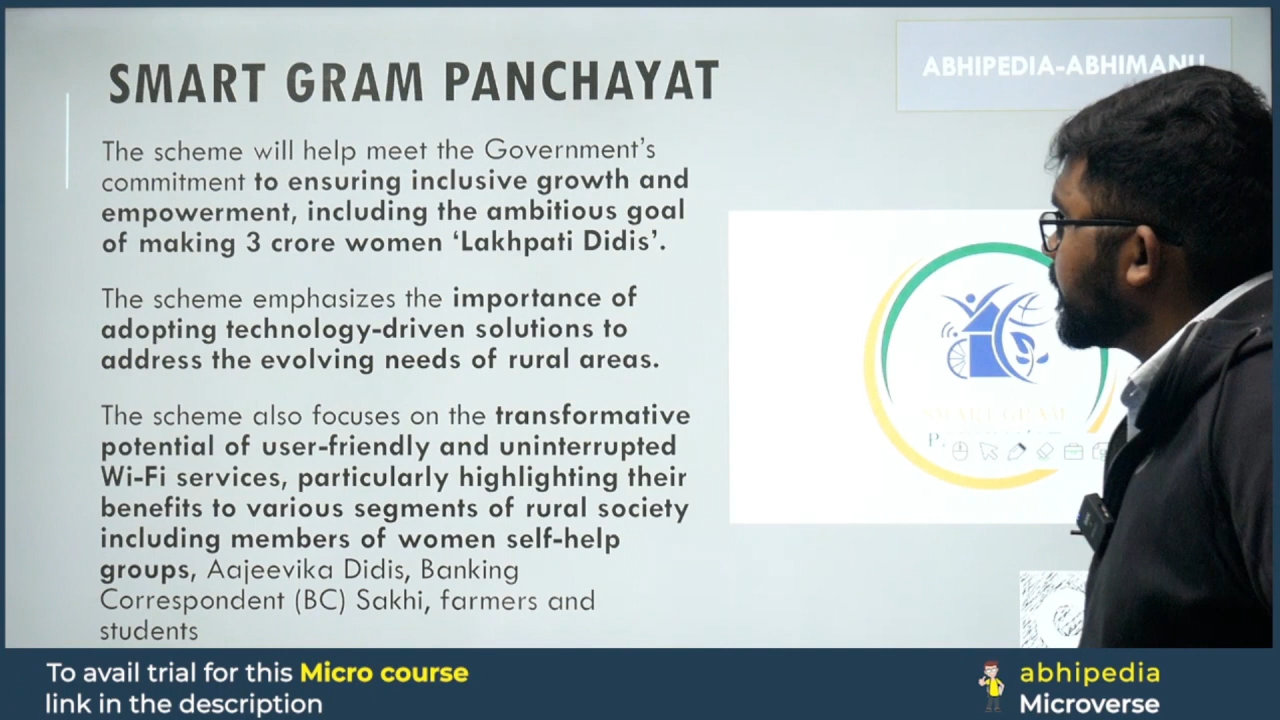 SMART GRAM PANCHAYAT
ABHIPEDIA-ABHIMANU
The scheme will help meet the Government's
commitment to ensuring inclusive growth and
empowerment, including the ambitious goal
of making 3 crore women ‘Lakhpati Didis’.
The scheme emphasizes the importance of
adopting technology-driven solutions to
address the evolving needs of rural areas.
The scheme also focuses on the transformative
potential of user-friendly and uninterrupted
Wi-Fi services, particularly highlighting their
benefits to various segments of rural society
including members of women self-help
groups, Aajeevika Didis, Banking
Correspondent (BC) Sakhi, farmers and
students
SMART GRAM
To avail trial for this Micro course
link in the description
abhipedia
Microverse